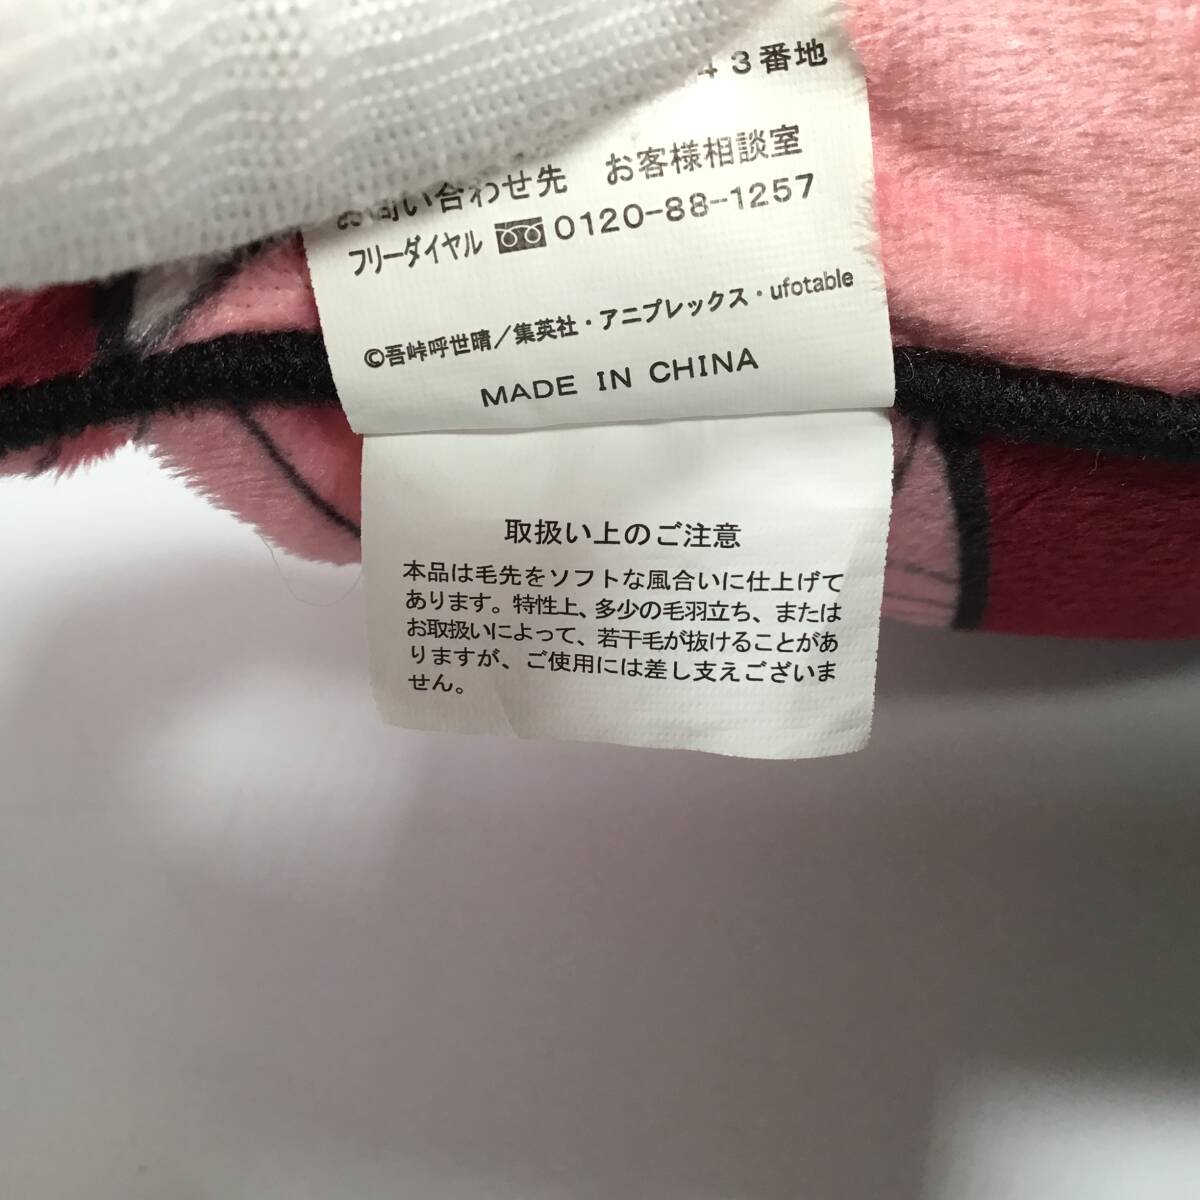 43番地
お問い合わせ先 お客様相談室
フリーダイヤル 0120-88-1257
©吾峠呼世晴／集英社・アニプレックス・ufotable
MADE IN CHINA
取扱い上のご注意
本品は毛先をソフトな風合いに仕上げて
あります。特性上、多少の毛羽立ち、または
お取扱いによって、若干毛が抜けることがあ
りますが、ご使用には差し支えございま
せん。